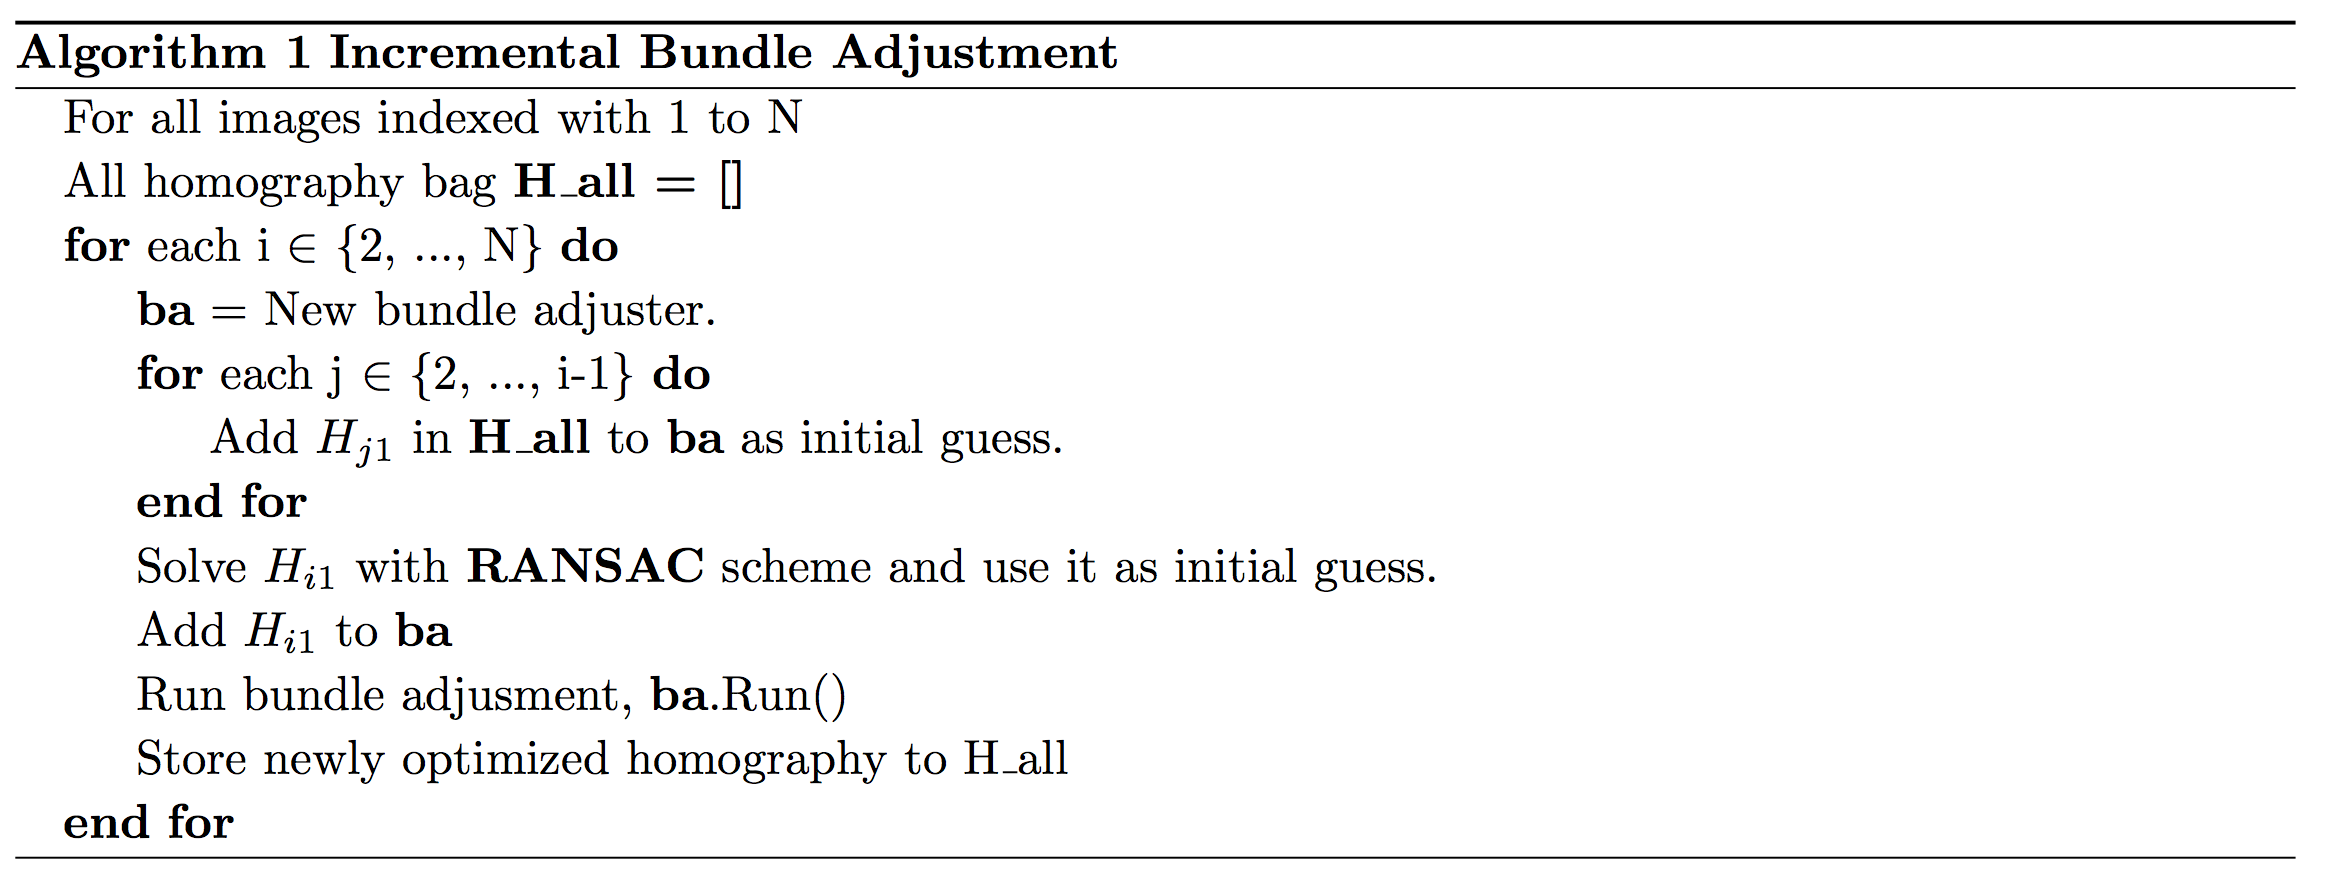 Algorithm 1 Incremental Bundle Adjustment
For all images indexed with 1 to N
All homography bag H_all = []
for each i ∈ {2, ..., N} do
ba = New bundle adjuster.
for each j ∈ {2, ..., i-1} do
Add H_{j1} in H_all to ba as initial guess.
end for
Solve H_{i1} with RANSAC scheme and use it as initial guess.
Add H_{i1} to ba
Run bundle adjusment, ba.Run()
Store newly optimized homography to H_all
end for